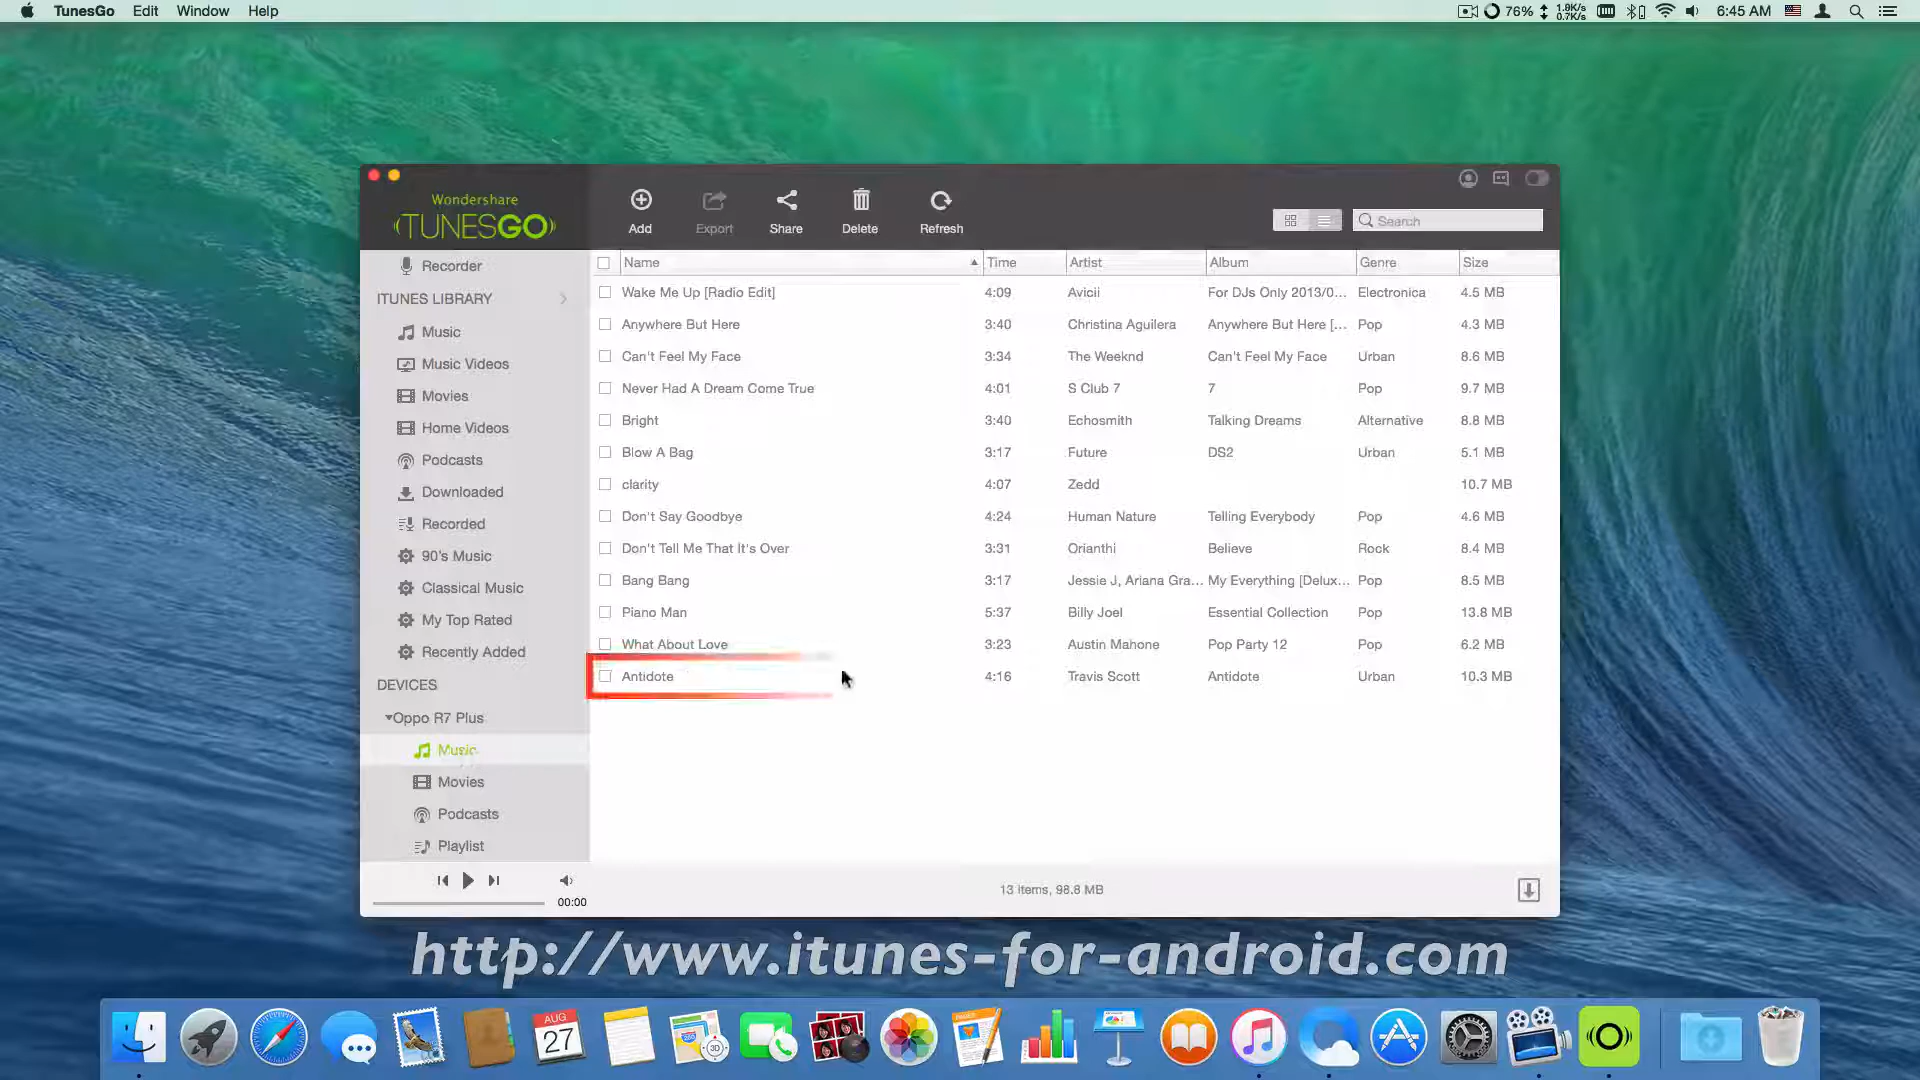 TunesGo Edit Window Help
76% 1.9K/s 0.7K/s 6:45 AM
Wondershare
TUNESGO
Add Export Share Delete Refresh
Search
Recorder
ITUNES LIBRARY
Music
Music Videos
Movies
Home Videos
Podcasts
Downloaded
Recorded
90's Music
Classical Music
My Top Rated
Recently Added
DEVICES
Oppo R7 Plus
Music
Movies
Podcasts
Playlist
00:00
Name Time Artist Album Genre Size
Wake Me Up [Radio Edit] 4:09 Avicii For DJs Only 2013/0... Electronica 4.5 MB
Anywhere But Here 3:40 Christina Aguilera Anywhere But Here [... Pop 4.3 MB
Can't Feel My Face 3:34 The Weeknd Can't Feel My Face Urban 8.6 MB
Never Had A Dream Come True 4:01 S Club 7 7 Pop 9.7 MB
Bright 3:40 Echosmith Talking Dreams Alternative 8.8 MB
Blow A Bag 3:17 Future DS2 Urban 5.1 MB
clarity 4:07 Zedd 10.7 MB
Don't Say Goodbye 4:24 Human Nature Telling Everybody Pop 4.6 MB
Don't Tell Me That It's Over 3:31 Orianthi Believe Rock 8.4 MB
Bang Bang 3:17 Jessie J, Ariana Gra... My Everything [Delux... Pop 8.5 MB
Piano Man 5:37 Billy Joel Essential Collection Pop 13.8 MB
What About Love 3:23 Austin Mahone Pop Party 12 Pop 6.2 MB
Antidote 4:16 Travis Scott Antidote Urban 10.3 MB
13 items, 98.8 MB
http://www.itunes-for-android.com
AUG
27
3D